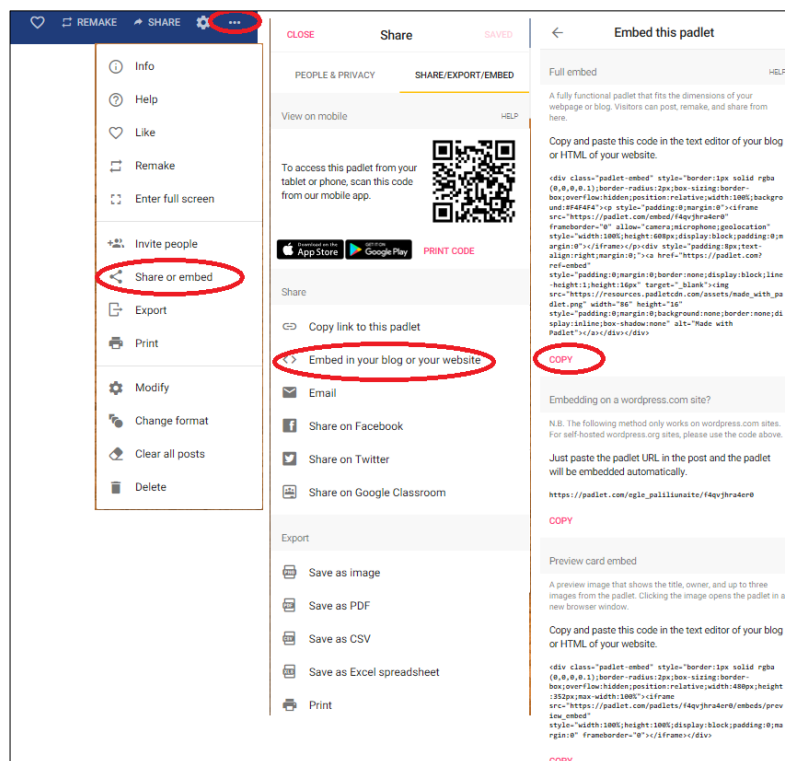 REMAKE
SHARE
Info
Help
Like
Remake
Enter full screen
Invite people
Share or embed
Export
Print
Modify
Change format
Clear all posts
Delete
CLOSE
Share
SAVED
PEOPLE & PRIVACY
SHARE/EXPORT/EMBED
View on mobile
HELP
To access this padlet from your
tablet or phone, scan this code
from our mobile app.
Download on the
App Store
GET IT ON
Google Play
PRINT CODE
Share
Copy link to this padlet
Embed in your blog or your website
Email
Share on Facebook
Share on Twitter
Share on Google Classroom
Export
Save as image
Save as PDF
Save as CSV
Save as Excel spreadsheet
Print
Embed this padlet
Full embed
HELP
A fully functional padlet that fits the dimensions of your
webpage or blog. Visitors can post, remake, and share from
here.
Copy and paste this code in the text editor of your blog
or HTML of your website.
<div class="padlet-embed" style="border:1px solid rgba
(0,0,0,0.1);border-radius:2px;box-sizing:border-
box;overflow:hidden;position:relative;width:100%;backgro
und:#F4F4F4"><p style="padding:0;margin:0"><iframe
src="https://padlet.com/embed/f4qvjhra4er0"
frameborder="0" allow="camera;microphone;geolocation"
style="width:100%;height:608px;display:block;padding:0;m
argin:0"></iframe></p><div style="padding:8px;text-
align:right;margin:0;"><a href="https://padlet.com?
ref=embed"
style="padding:0;margin:0;border:none;display:block;line
-height:1;height:16px" target="_blank"><img
src="https://resources.padletcdn.com/assets/made_with_pa
dlet.png" width="86" height="16"
style="padding:0;margin:0;background:none;border:none;di
splay:inline;box-shadow:none" alt="Made with
Padlet"></a></div></div>
COPY
Embedding on a wordpress.com site?
N.B. The following method only works on wordpress.com sites.
For self-hosted wordpress.org sites, please use the code above.
Just paste the padlet URL in the post and the padlet
will be embedded automatically.
https://padlet.com/egle_paliliunaite/f4qvjhra4er0
COPY
Preview card embed
A preview image that shows the title, owner, and up to three
images from the padlet. Clicking the image opens the padlet in a
new browser window.
Copy and paste this code in the text editor of your blog
or HTML of your website.
<div class="padlet-embed" style="border:1px solid rgba
(0,0,0,0.1);border-radius:2px;box-sizing:border-
box;overflow:hidden;position:relative;width:480px;height
:352px;max-width:100%"><iframe
src="https://padlet.com/padlets/f4qvjhra4er0/embeds/prev
iew_embed"
style="width:100%;height:100%;display:block;padding:0;ma
rgin:0" frameborder="0"></iframe></div>
COPY